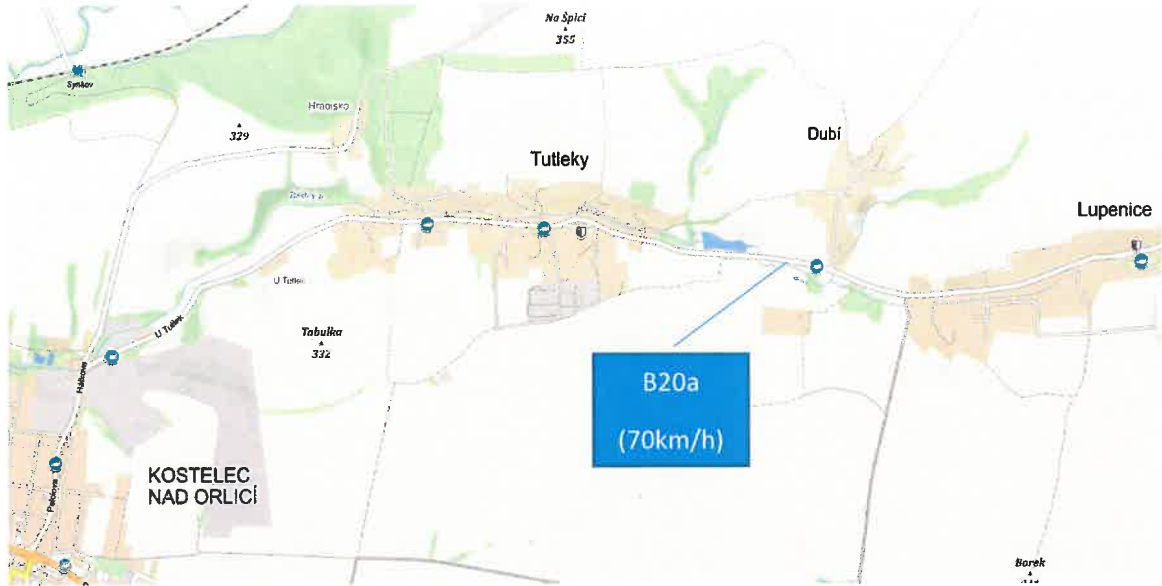 Na Špici
355
Synkov
Hradisko
329
Dubí
Tutleky
Lupenice
U Tutlek
U Tutlek
Tabulka
332
Hálkova
B20a
(70km/h)
KOSTELEC
NAD ORLICÍ
Pelclova
Borek